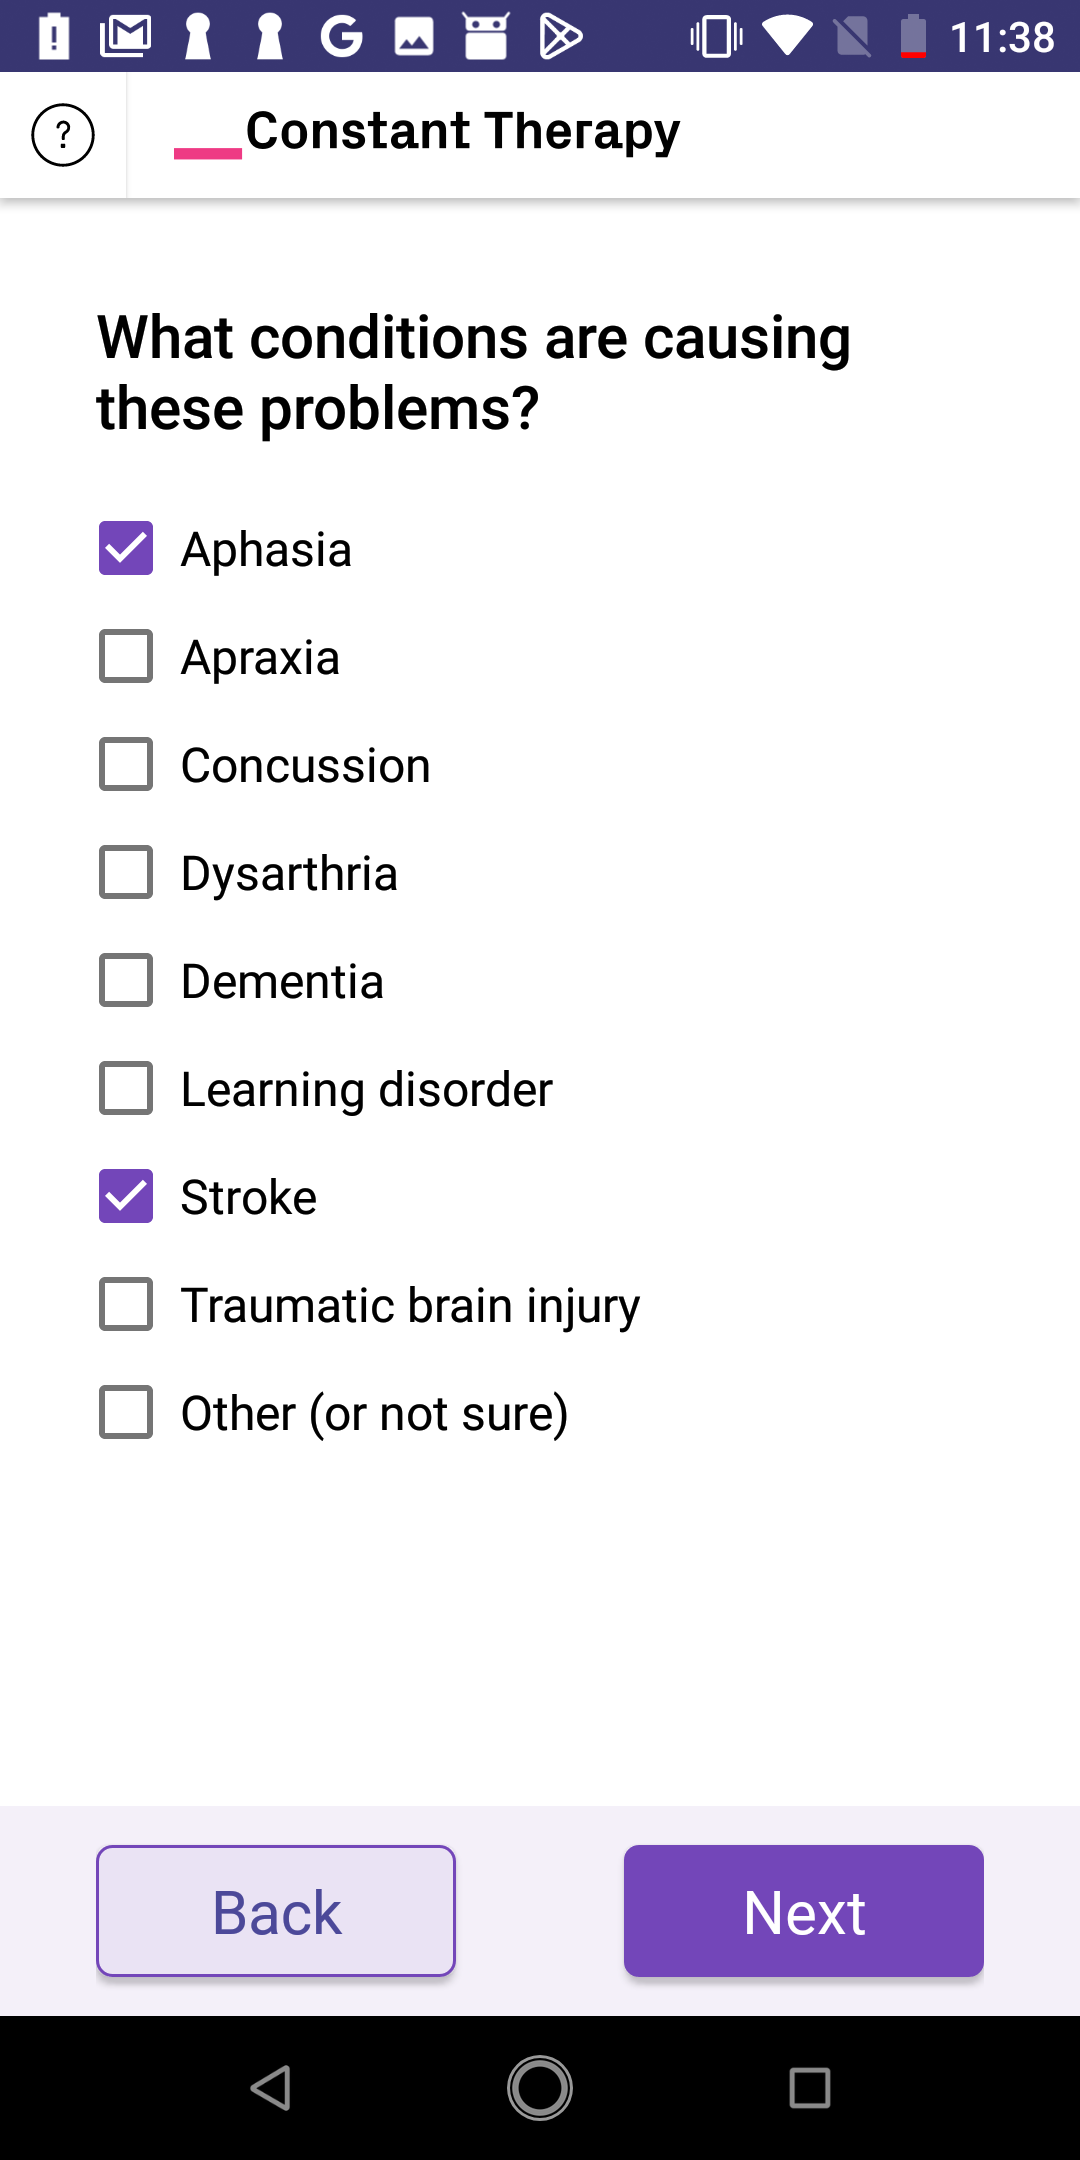 11:38
?
Constant Therapy
What conditions are causing
these problems?
Aphasia
Apraxia
Concussion
Dysarthria
Dementia
Learning disorder
Stroke
Traumatic brain injury
Other (or not sure)
Back
Next